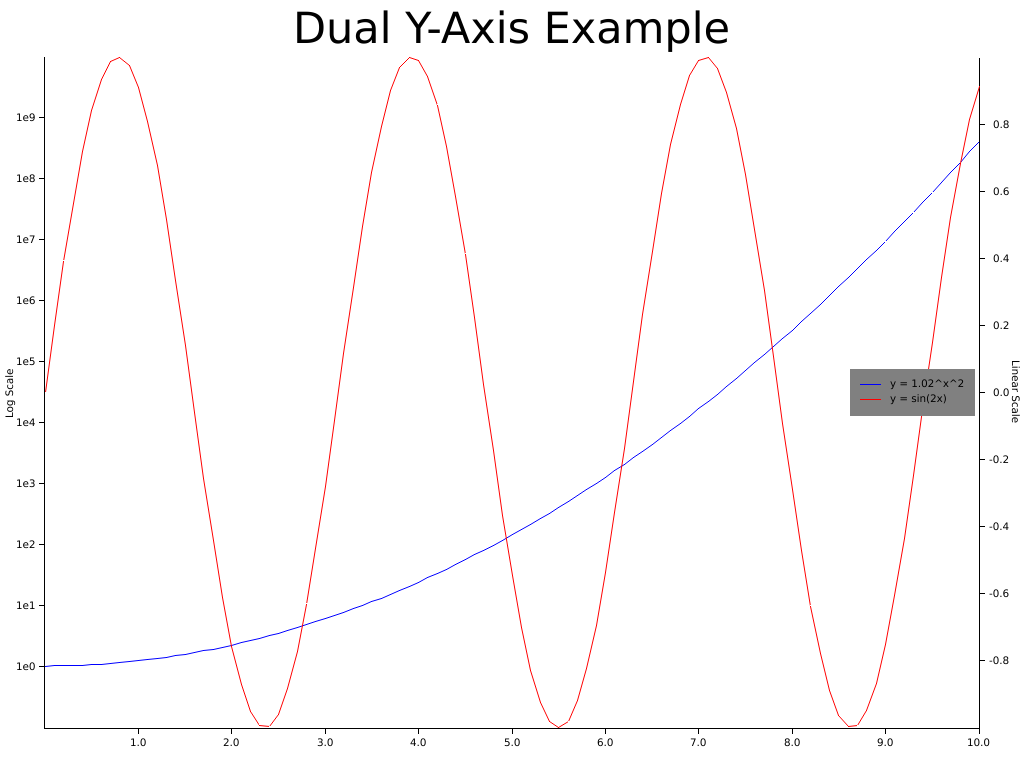 Dual Y-Axis Example
1e9
1e8
1e7
1e6
1e5
1e4
1e3
1e2
1e1
1e0
Log Scale
0.8
0.6
0.4
0.2
0.0
-0.2
-0.4
-0.6
-0.8
Linear Scale
y = 1.02^x^2
y = sin(2x)
1.0 2.0 3.0 4.0 5.0 6.0 7.0 8.0 9.0 10.0